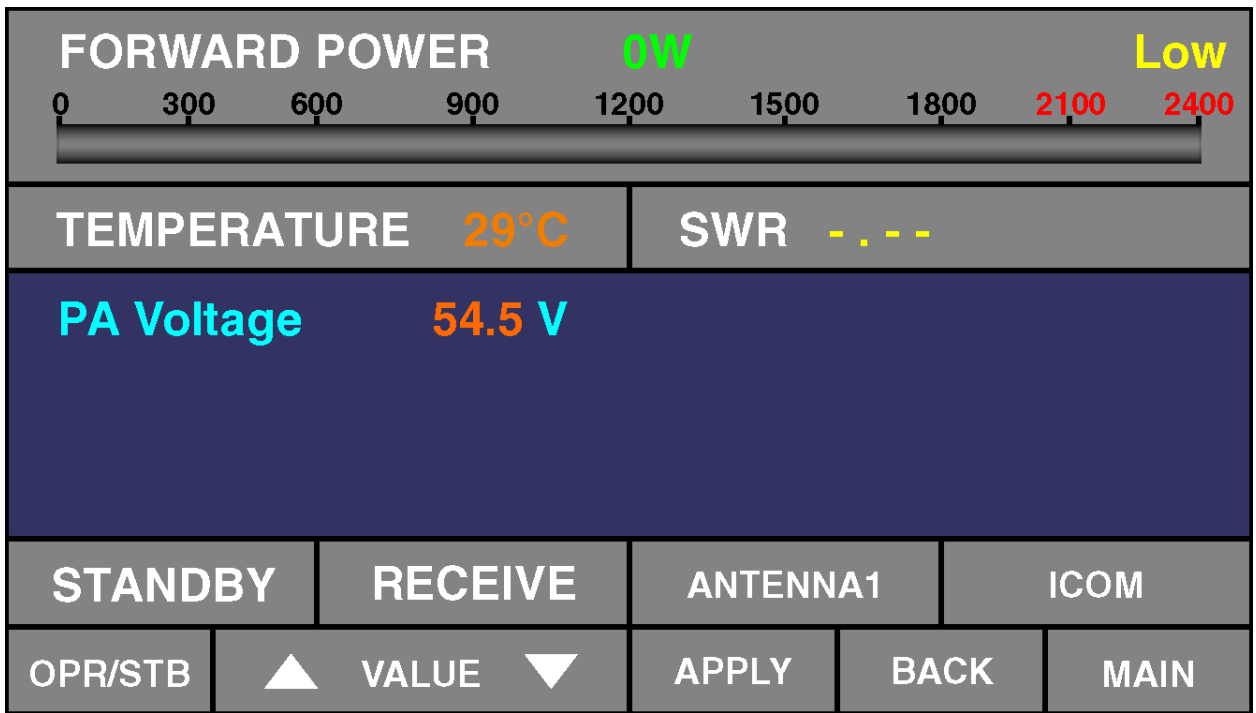 FORWARD POWER 0W Low
0 300 600 900 1200 1500 1800 2100 2400
TEMPERATURE 29°C SWR -.--
PA Voltage 54.5 V
STANDBY RECEIVE ANTENNA1 ICOM
OPR/STB VALUE APPLY BACK MAIN